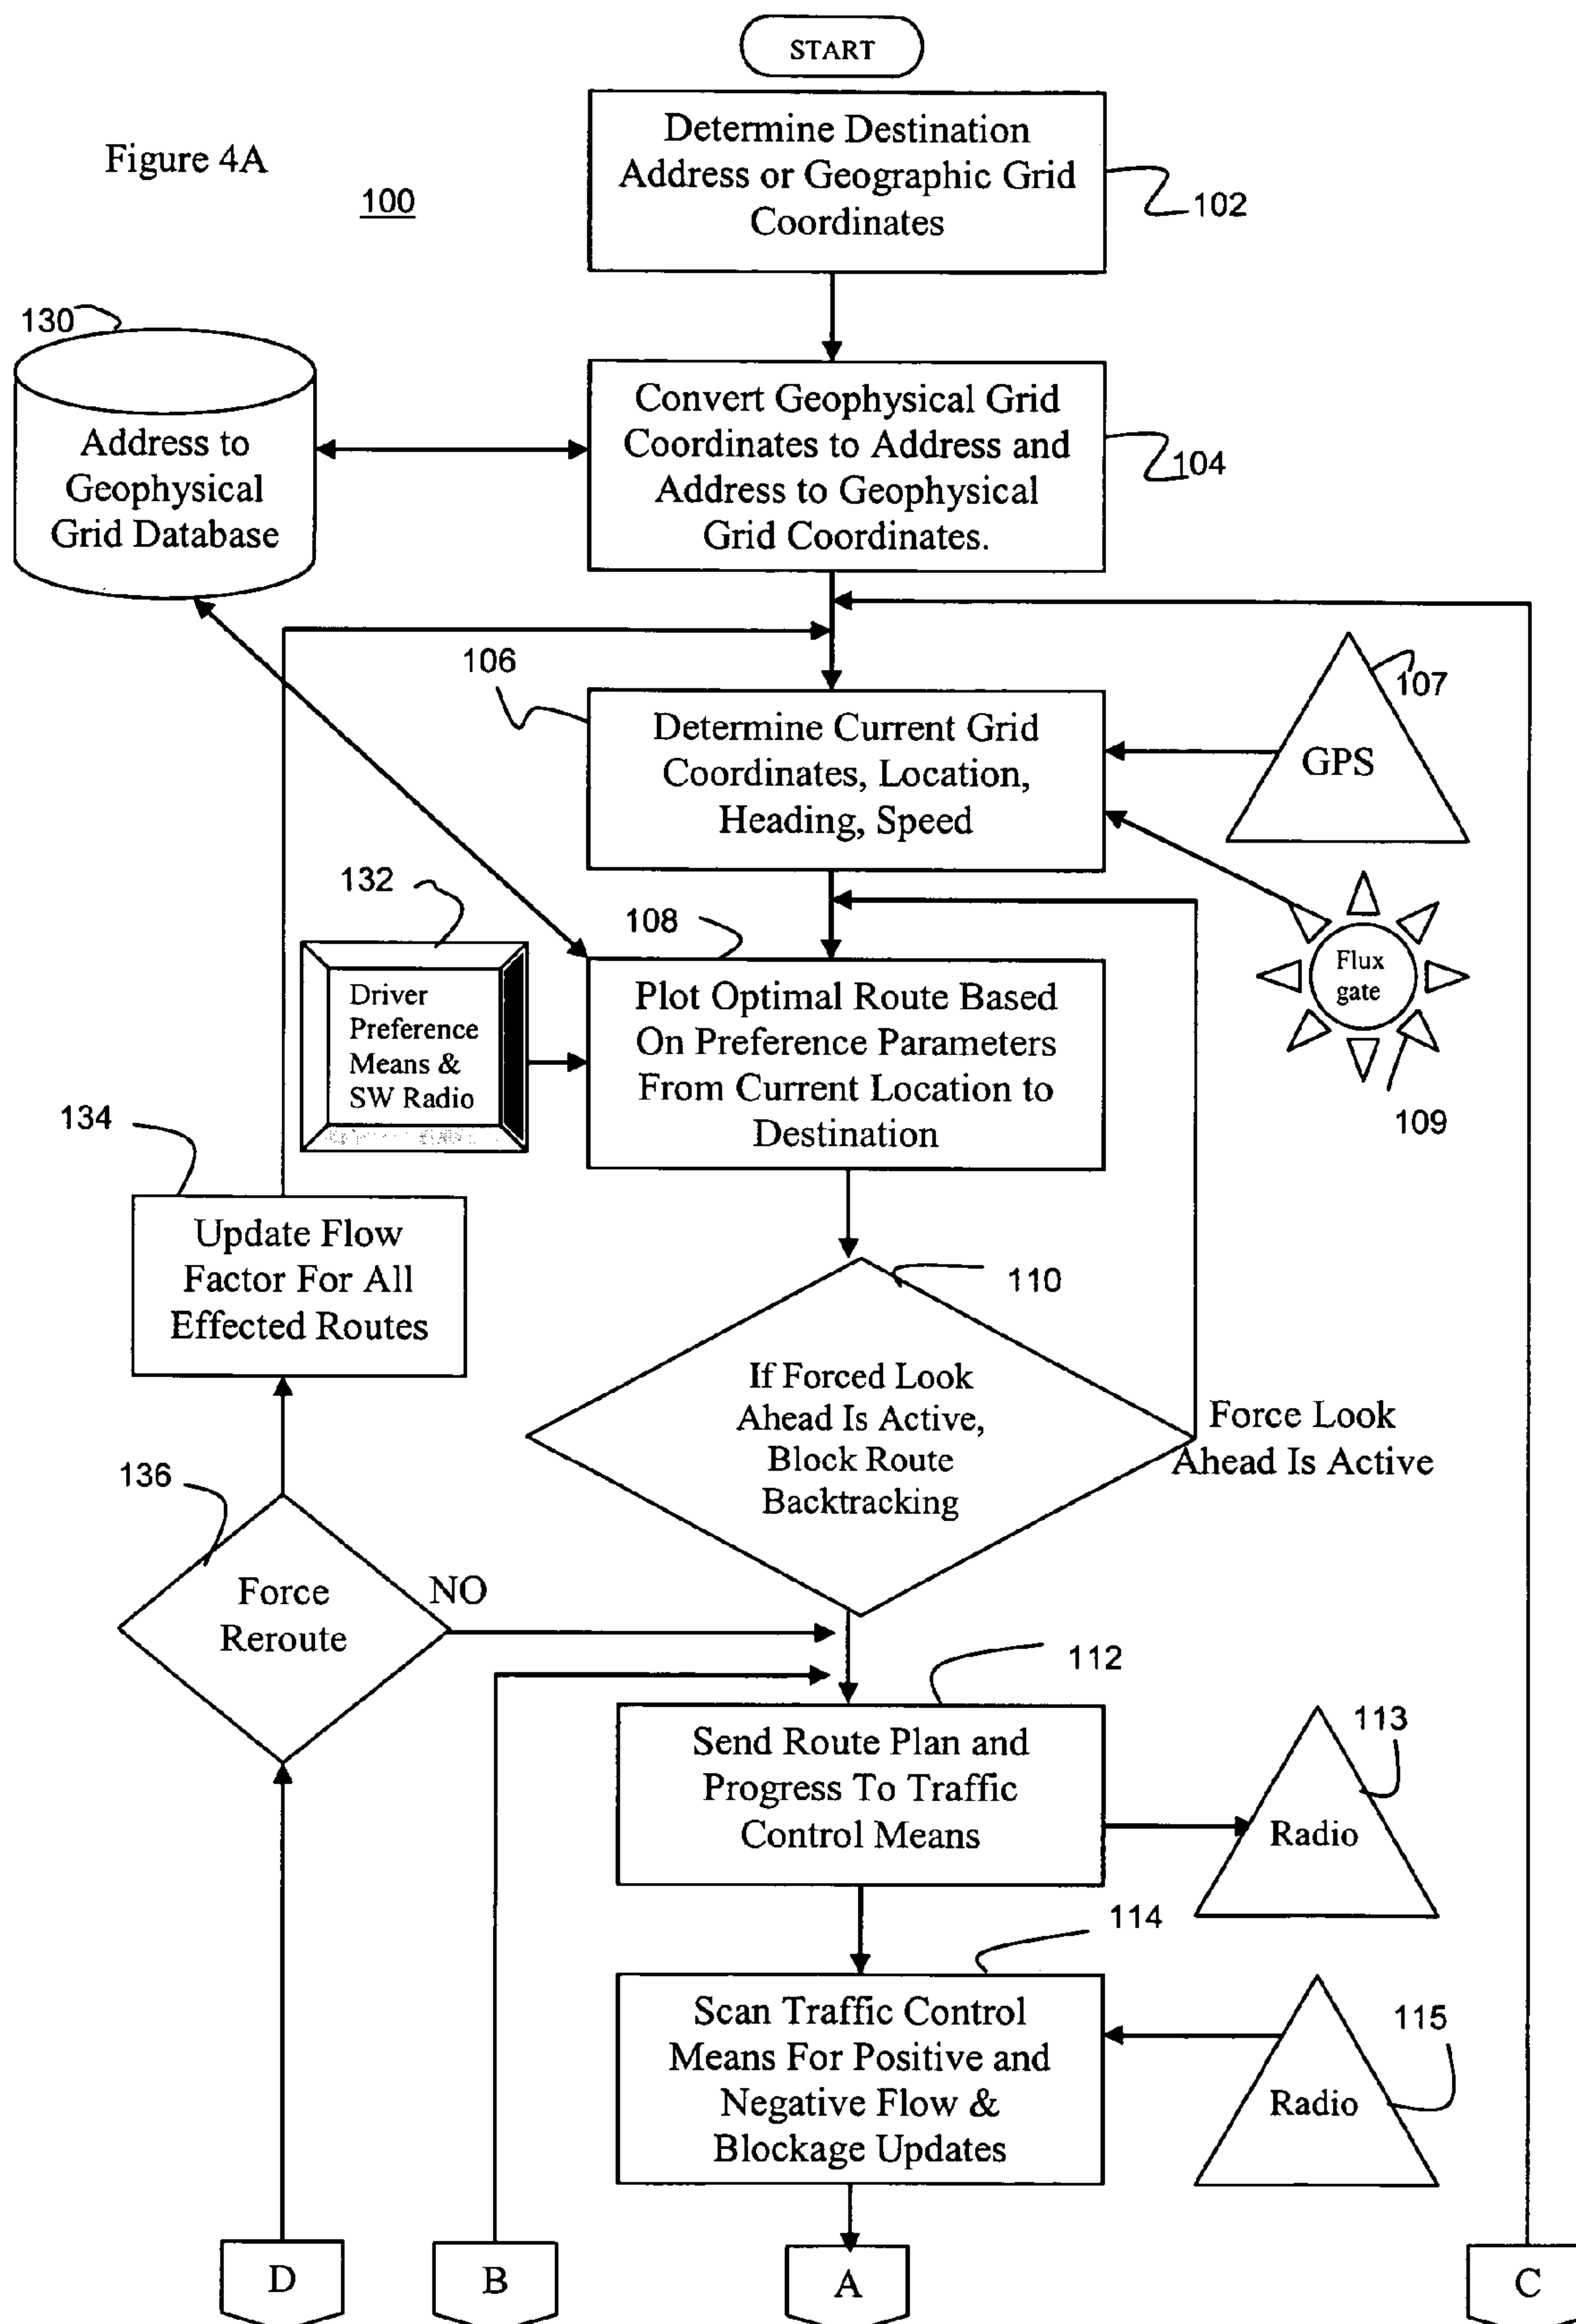 START
Figure 4A
100
Determine Destination
Address or Geographic Grid
Coordinates
102
130
Address to
Geophysical
Grid Database
Convert Geophysical Grid
Coordinates to Address and
Address to Geophysical
Grid Coordinates.
104
106
Determine Current Grid
Coordinates, Location,
Heading, Speed
107
GPS
132
108
Driver
Preference
Means &
SW Radio
Plot Optimal Route Based
On Preference Parameters
From Current Location to
Destination
Flux
gate
109
134
Update Flow
Factor For All
Effected Routes
110
If Forced Look
Ahead Is Active,
Block Route
Backtracking
Force Look
Ahead Is Active
136
Force
Reroute
NO
112
Send Route Plan and
Progress To Traffic
Control Means
113
Radio
114
Scan Traffic Control
Means For Positive and
Negative Flow &
Blockage Updates
115
Radio
D
B
A
C